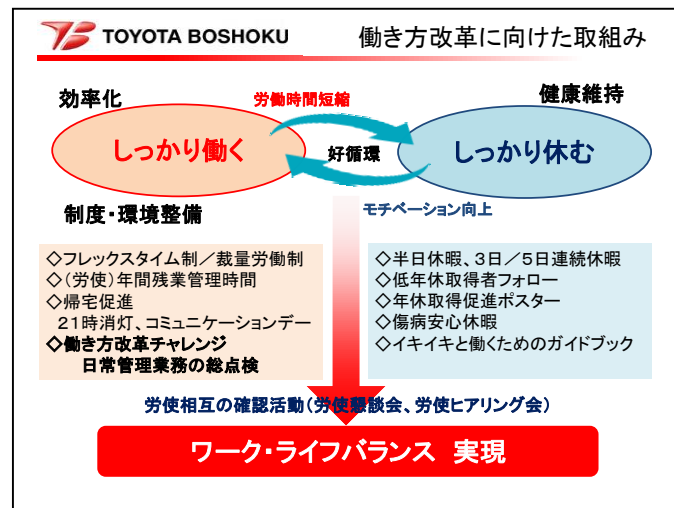 TOYOTA BOSHOKU
働き方改革に向けた取組み
効率化
労働時間短縮
健康維持
しっかり働く
好循環
しっかり休む
制度・環境整備
モチベーション向上
◇フレックスタイム制／裁量労働制
◇(労使)年間残業管理時間
◇帰宅促進
21時消灯、コミュニケーションデー
◇働き方改革チャレンジ
日常管理業務の総点検
◇半日休暇、3日／5日連続休暇
◇低年休取得者フォロー
◇年休取得促進ポスター
◇傷病安心休暇
◇イキイキと働くためのガイドブック
労使相互の確認活動(労使懇談会、労使ヒアリング会)
ワーク・ライフバランス 実現